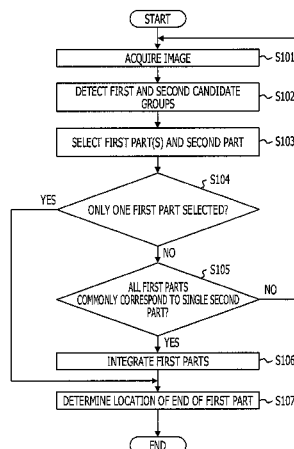 START
ACQUIRE IMAGE
S101
DETECT FIRST AND SECOND CANDIDATE
GROUPS
S102
SELECT FIRST PART(S) AND SECOND PART
S103
S104
YES
ONLY ONE FIRST PART SELECTED?
NO
S105
ALL FIRST PARTS
COMMONLY CORRESPOND TO SINGLE SECOND
PART?
NO
YES
INTEGRATE FIRST PARTS
S106
DETERMINE LOCATION OF END OF FIRST PART
S107
END